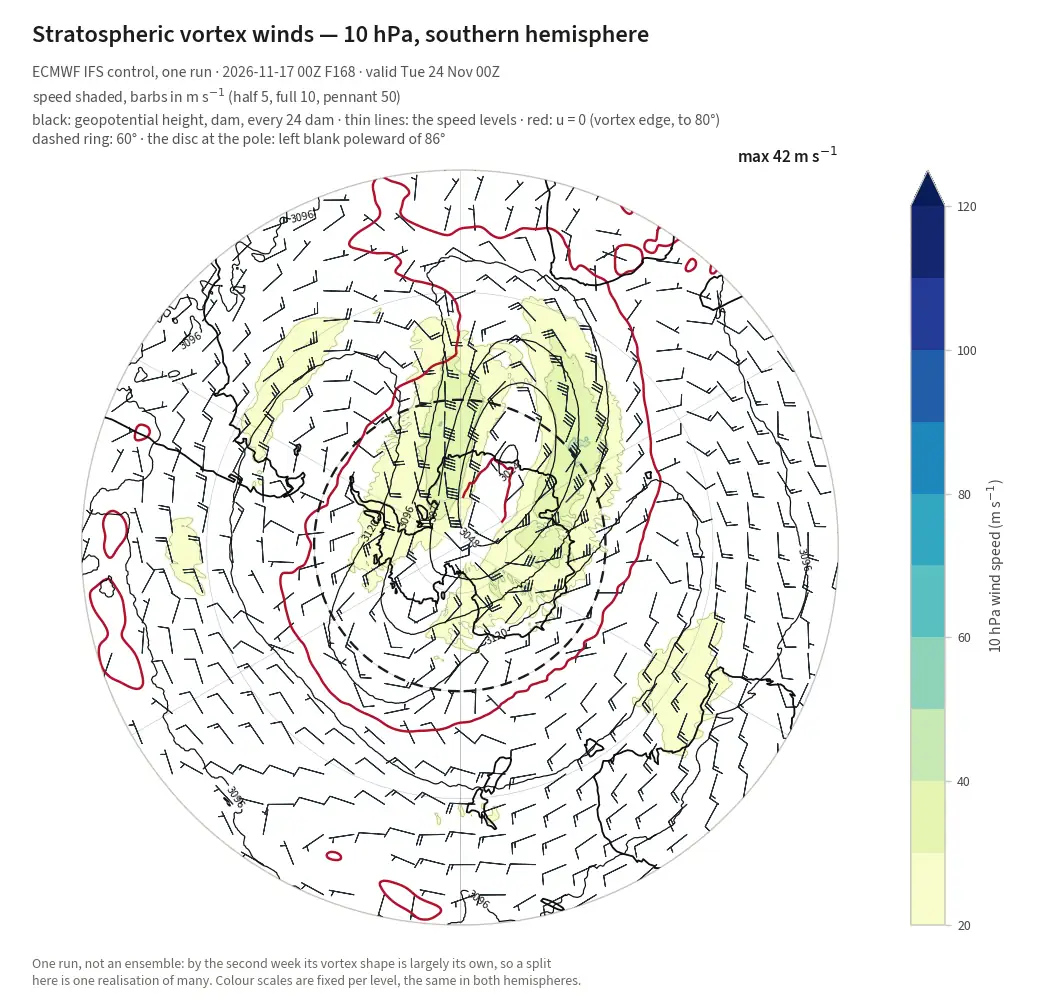 Stratospheric vortex winds — 10 hPa, southern hemisphere
ECMWF IFS control, one run · 2026-11-17 00Z F168 · valid Tue 24 Nov 00Z
speed shaded, barbs in m s⁻¹ (half 5, full 10, pennant 50)
black: geopotential height, dam, every 24 dam · thin lines: the speed levels · red: u = 0 (vortex edge, to 80°)
dashed ring: 60° · the disc at the pole: left blank poleward of 86°
max 42 m s⁻¹
120
100
80
60
40
20
10 hPa wind speed (m s⁻¹)
3096
3096
3096
3120
3048
3096
3120
3096
3096
One run, not an ensemble: by the second week its vortex shape is largely its own, so a split
here is one realisation of many. Colour scales are fixed per level, the same in both hemispheres.